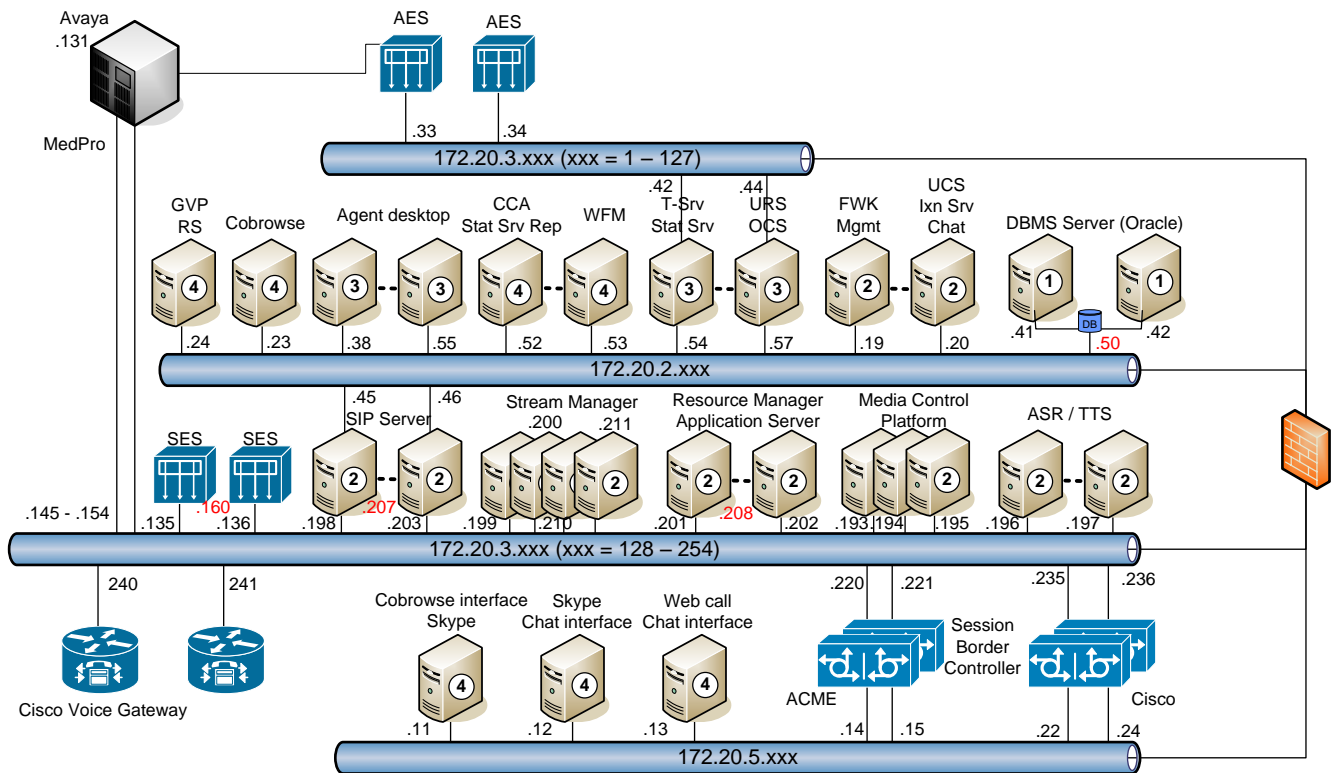 Avaya
.131
AES
AES
MedPro
.33
.34
172.20.3.xxx (xxx = 1 – 127)
.42
.44
GVP
RS
Cobrowse
Agent desktop
CCA
Stat Srv Rep
WFM
T-Srv
Stat Srv
URS
OCS
FWK
Mgmt
UCS
Ixn Srv
Chat
DBMS Server (Oracle)
4
4
3
3
4
4
3
3
2
2
1
1
DB
.24
.23
.38
.55
.52
.53
.54
.57
.19
.20
.41
.50
.42
172.20.2.xxx
.45
.46
SIP Server
Stream Manager
.200
.211
Resource Manager
Application Server
Media Control
Platform
ASR / TTS
SES
SES
2
2
2
2
2
2
2
2
2
.160
.207
.208
.145 - .154
.135
.136
.198
.203
.199
.210
.201
.202
.193
.194
.195
.196
.197
172.20.3.xxx (xxx = 128 – 254)
240
241
.220
.221
.235
.236
Cobrowse interface
Skype
Skype
Chat interface
Web call
Chat interface
Session
Border
Controller
4
4
4
Cisco Voice Gateway
ACME
Cisco
.11
.12
.13
.14
.15
.22
.24
172.20.5.xxx